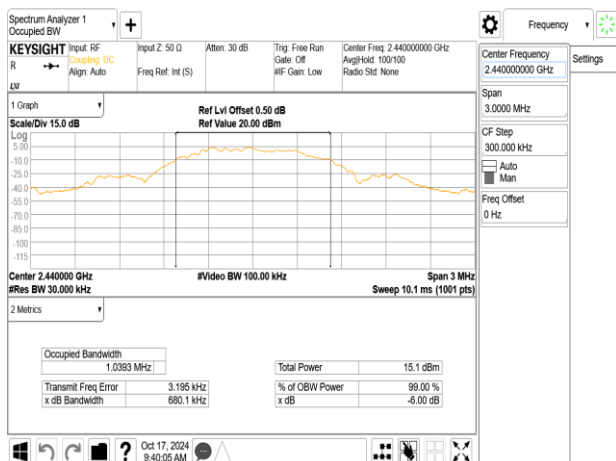 Spectrum Analyzer 1
Occupied BW
Frequency
KEYSIGHT Input: RF Input Z: 50 Ω Atten: 30 dB Trig: Free Run Center Freq: 2.440000000 GHz
R Coupling: DC Gate: Off Avg|Hold: 100/100
Align: Auto Freq Ref: Int (S) #IF Gain: Low Radio Std: None
LXI
Center Frequency
2.440000000 GHz
Settings
Span
3.0000 MHz
CF Step
300.000 kHz
Auto
Man
Freq Offset
0 Hz
1 Graph
Ref Lvl Offset 0.50 dB
Scale/Div 15.0 dB Ref Value 20.00 dBm
Log
5.00
-10.0
-25.0
-40.0
-55.0
-70.0
-85.0
-100
-115
Center 2.440000 GHz #Video BW 100.00 kHz Span 3 MHz
#Res BW 30.000 kHz Sweep 10.1 ms (1001 pts)
2 Metrics
Occupied Bandwidth
1.0393 MHz Total Power 15.1 dBm
Transmit Freq Error 3.195 kHz % of OBW Power 99.00 %
x dB Bandwidth 680.1 kHz x dB -6.00 dB
Oct 17, 2024
9:40:05 AM